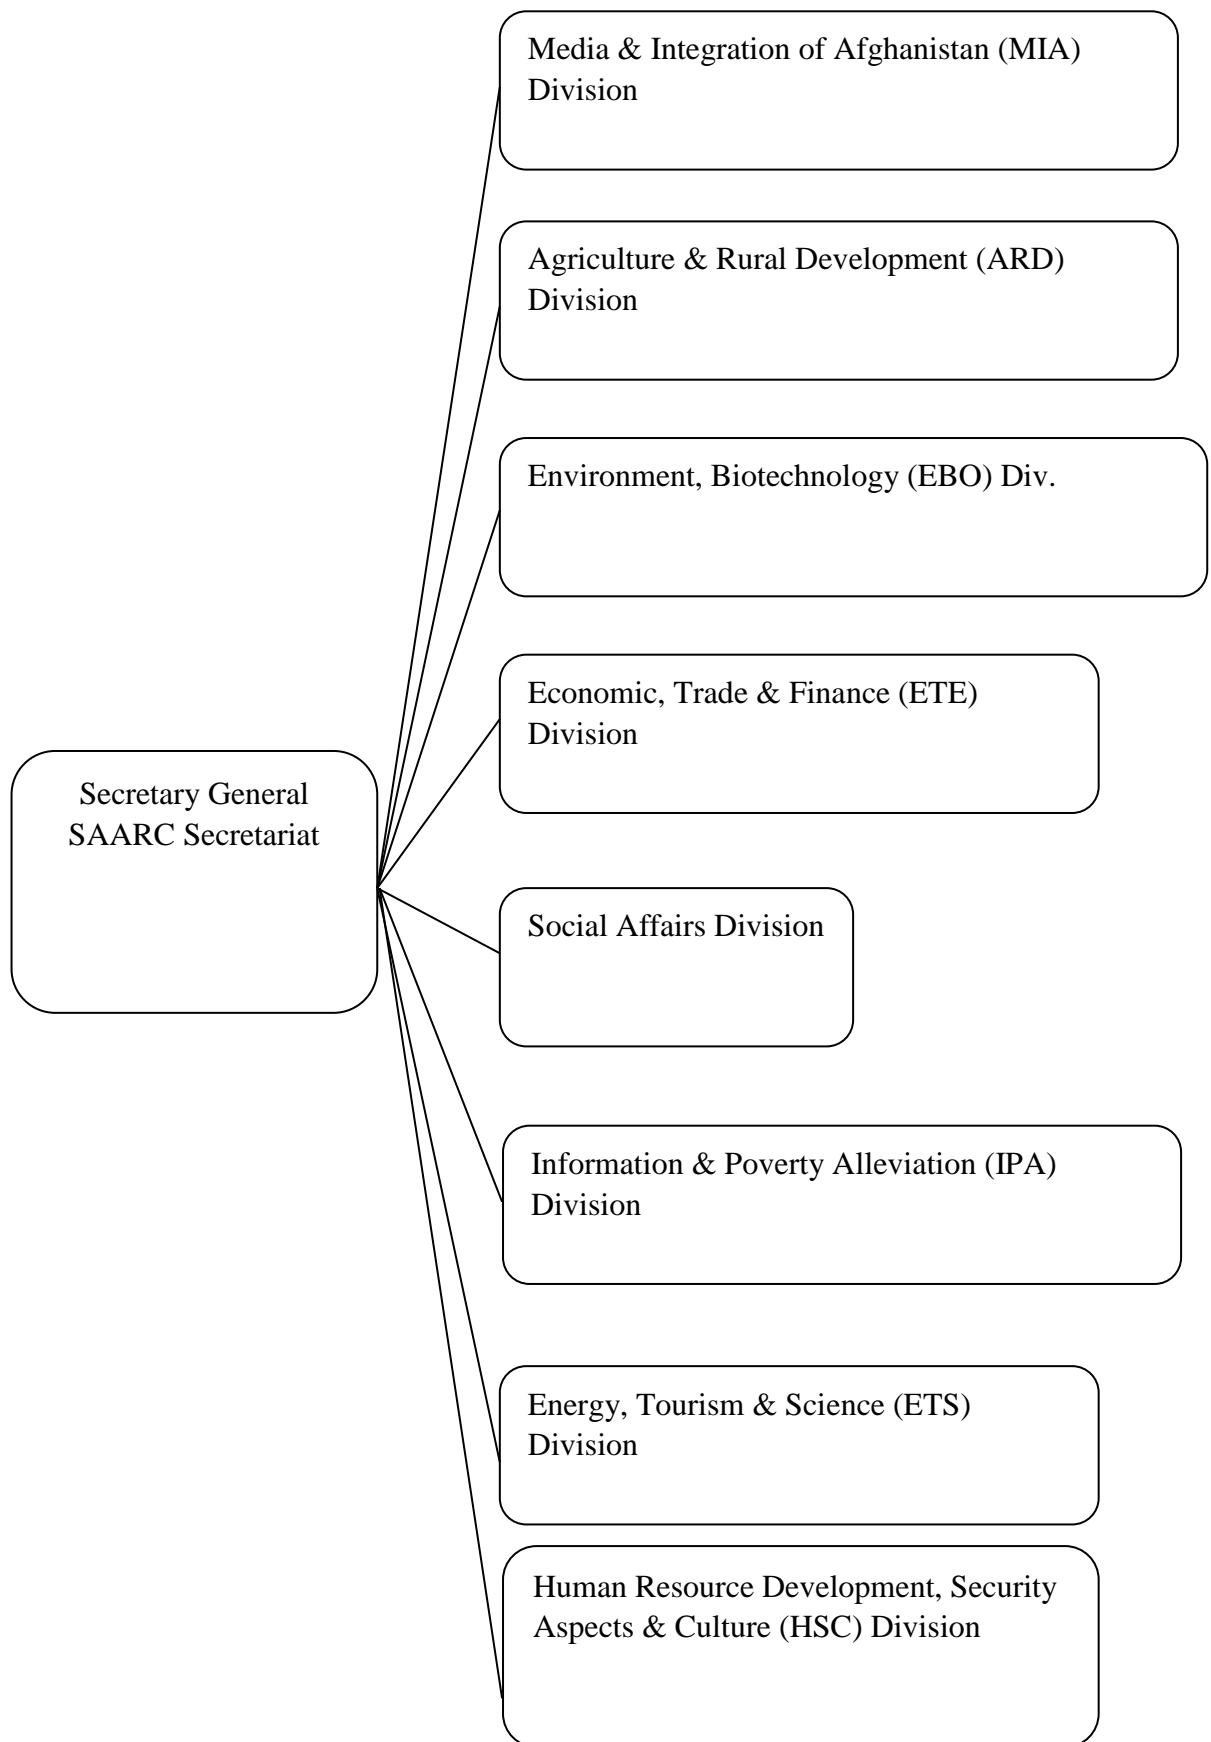 Media & Integration of Afghanistan (MIA)
Division
Agriculture & Rural Development (ARD)
Division
Environment, Biotechnology (EBO) Div.
Economic, Trade & Finance (ETE)
Division
Secretary General
SAARC Secretariat
Social Affairs Division
Information & Poverty Alleviation (IPA)
Division
Energy, Tourism & Science (ETS)
Division
Human Resource Development, Security
Aspects & Culture (HSC) Division